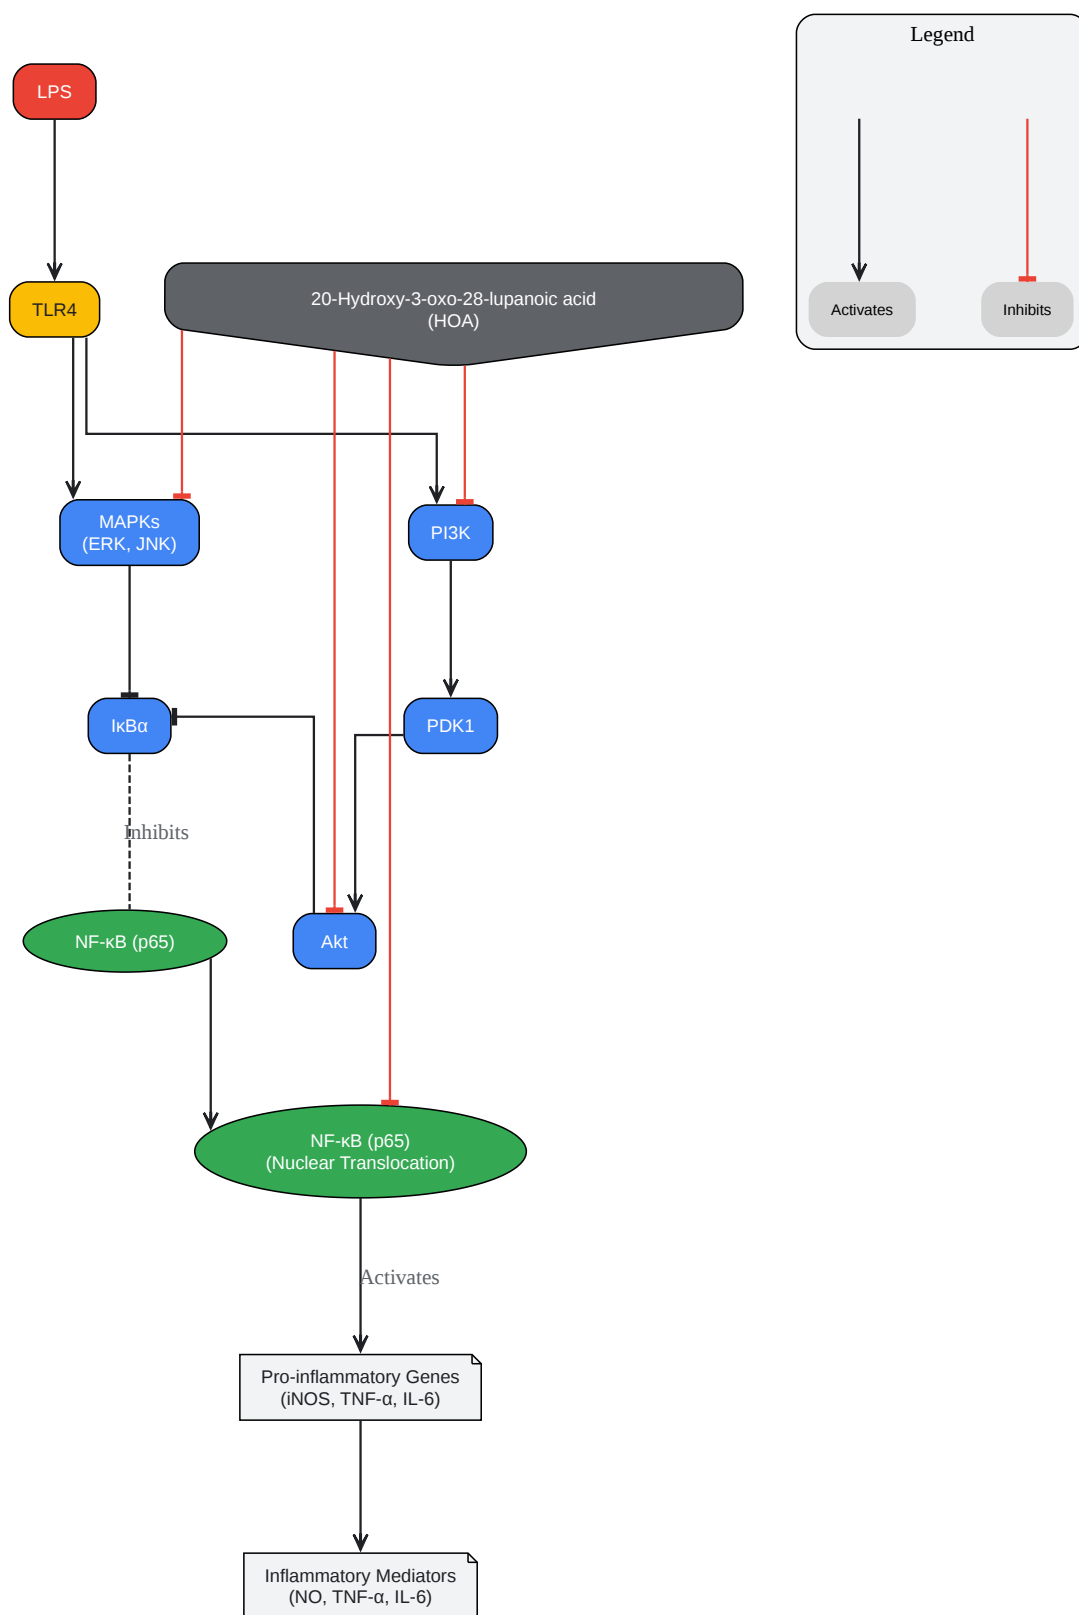 Legend
LPS
TLR4
20-Hydroxy-3-oxo-28-lupanoic acid
(HOA)
Activates
Inhibits
MAPKs
(ERK, JNK)
PI3K
IκBα
PDK1
Inhibits
NF-κB (p65)
Akt
NF-κB (p65)
(Nuclear Translocation)
Activates
Pro-inflammatory Genes
(iNOS, TNF-α, IL-6)
Inflammatory Mediators
(NO, TNF-α, IL-6)